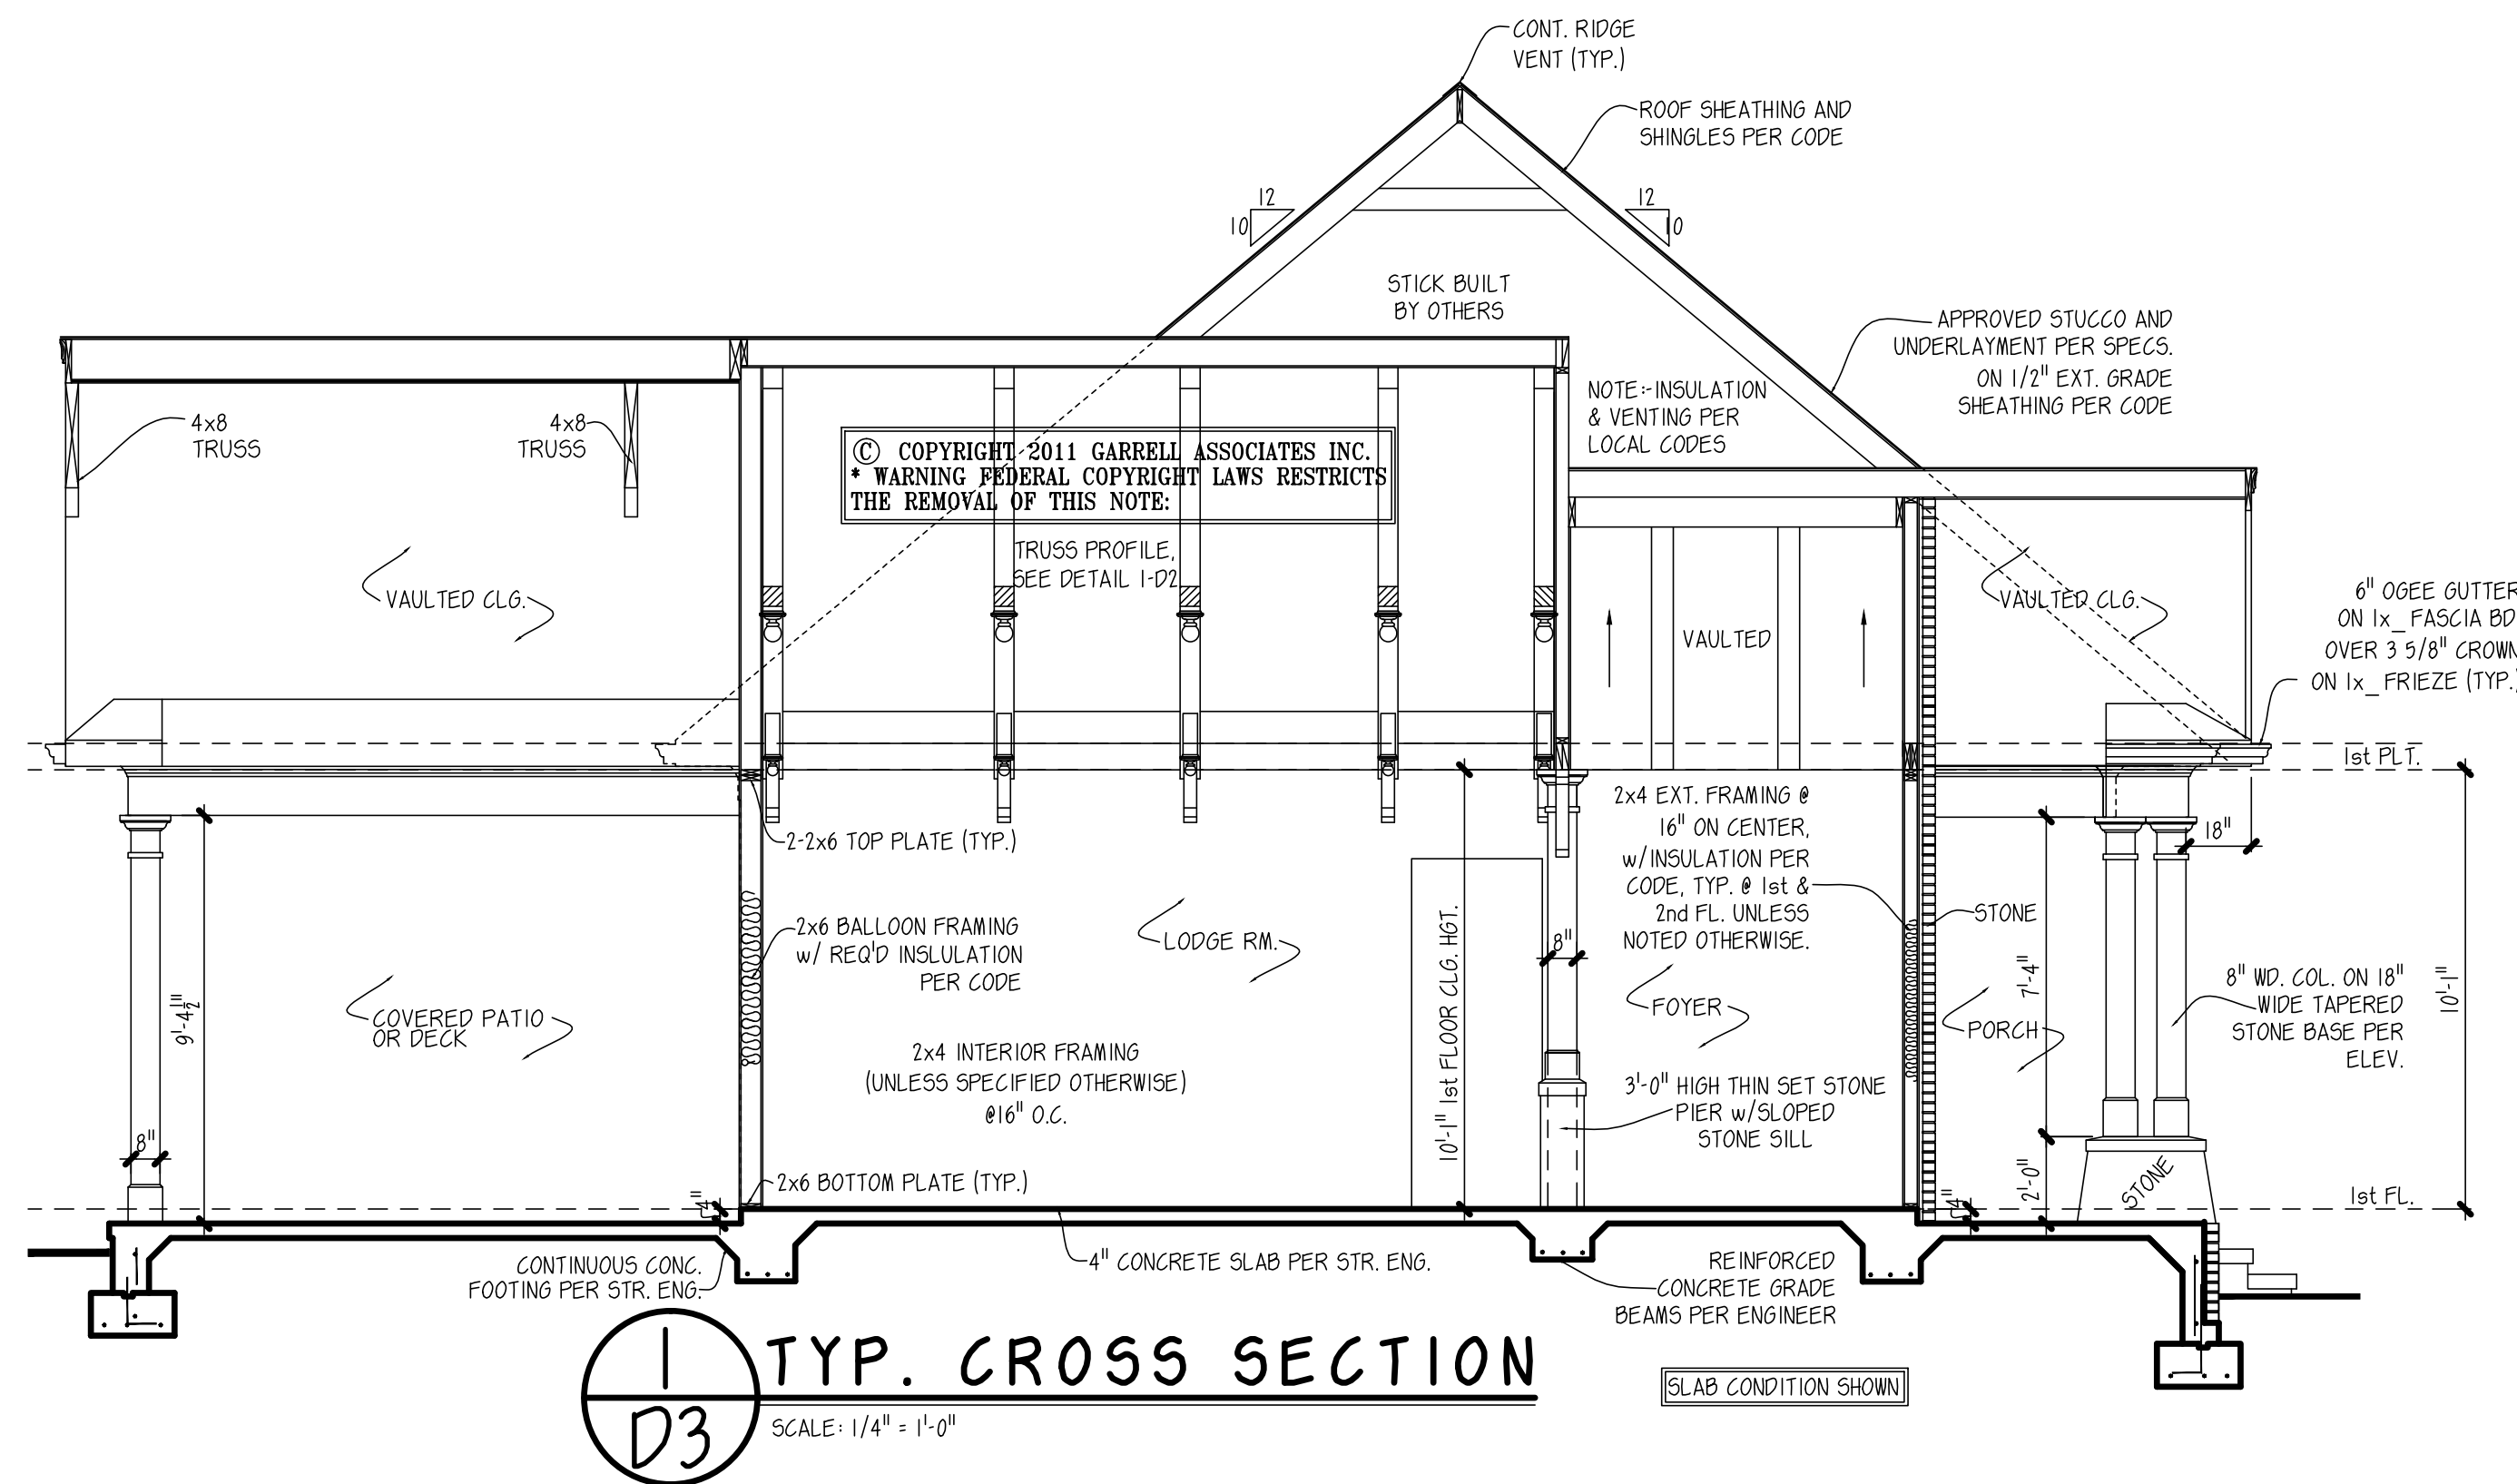 CONT. RIDGE
VENT (TYP.)
ROOF SHEATHING AND
SHINGLES PER CODE
12
10
12
10
STICK BUILT
BY OTHERS
APPROVED STUCCO AND
UNDERLAYMENT PER SPECS.
ON 1/2" EXT. GRADE
SHEATHING PER CODE
NOTE:-INSULATION
& VENTING PER
LOCAL CODES
4x8
TRUSS
4x8
TRUSS
© COPYRIGHT 2011 GARRELL ASSOCIATES INC.
* WARNING FEDERAL COPYRIGHT LAWS RESTRICTS
THE REMOVAL OF THIS NOTE:
TRUSS PROFILE,
SEE DETAIL 1-D2
VAULTED CLG.
VAULTED
VAULTED CLG.
6" OGEE GUTTER
ON 1x_ FASCIA BD
OVER 3 5/8" CROWN
ON 1x_ FRIEZE (TYP.)
1st PLT.
2-2x6 TOP PLATE (TYP.)
2x4 EXT. FRAMING @
16" ON CENTER,
w/INSULATION PER
CODE, TYP. @ 1st &
2nd FL. UNLESS
NOTED OTHERWISE.
18"
2x6 BALLOON FRAMING
w/ REQ'D INSLULATION
PER CODE
LODGE RM.
8"
STONE
10'-1" 1st FLOOR CLG. HGT.
7'-4"
8" WD. COL. ON 18"
WIDE TAPERED
STONE BASE PER
ELEV.
10'-1"
9'-4 1/2"
COVERED PATIO
OR DECK
FOYER
PORCH
2x4 INTERIOR FRAMING
(UNLESS SPECIFIED OTHERWISE)
@16" O.C.
3'-0" HIGH THIN SET STONE
PIER w/SLOPED
STONE SILL
8"
2x6 BOTTOM PLATE (TYP.)
4"
4"
2'-0"
STONE
1st FL.
CONTINUOUS CONC.
FOOTING PER STR. ENG.
4" CONCRETE SLAB PER STR. ENG.
REINFORCED
CONCRETE GRADE
BEAMS PER ENGINEER
1
D3
TYP. CROSS SECTION
SCALE: 1/4" = 1'-0"
SLAB CONDITION SHOWN